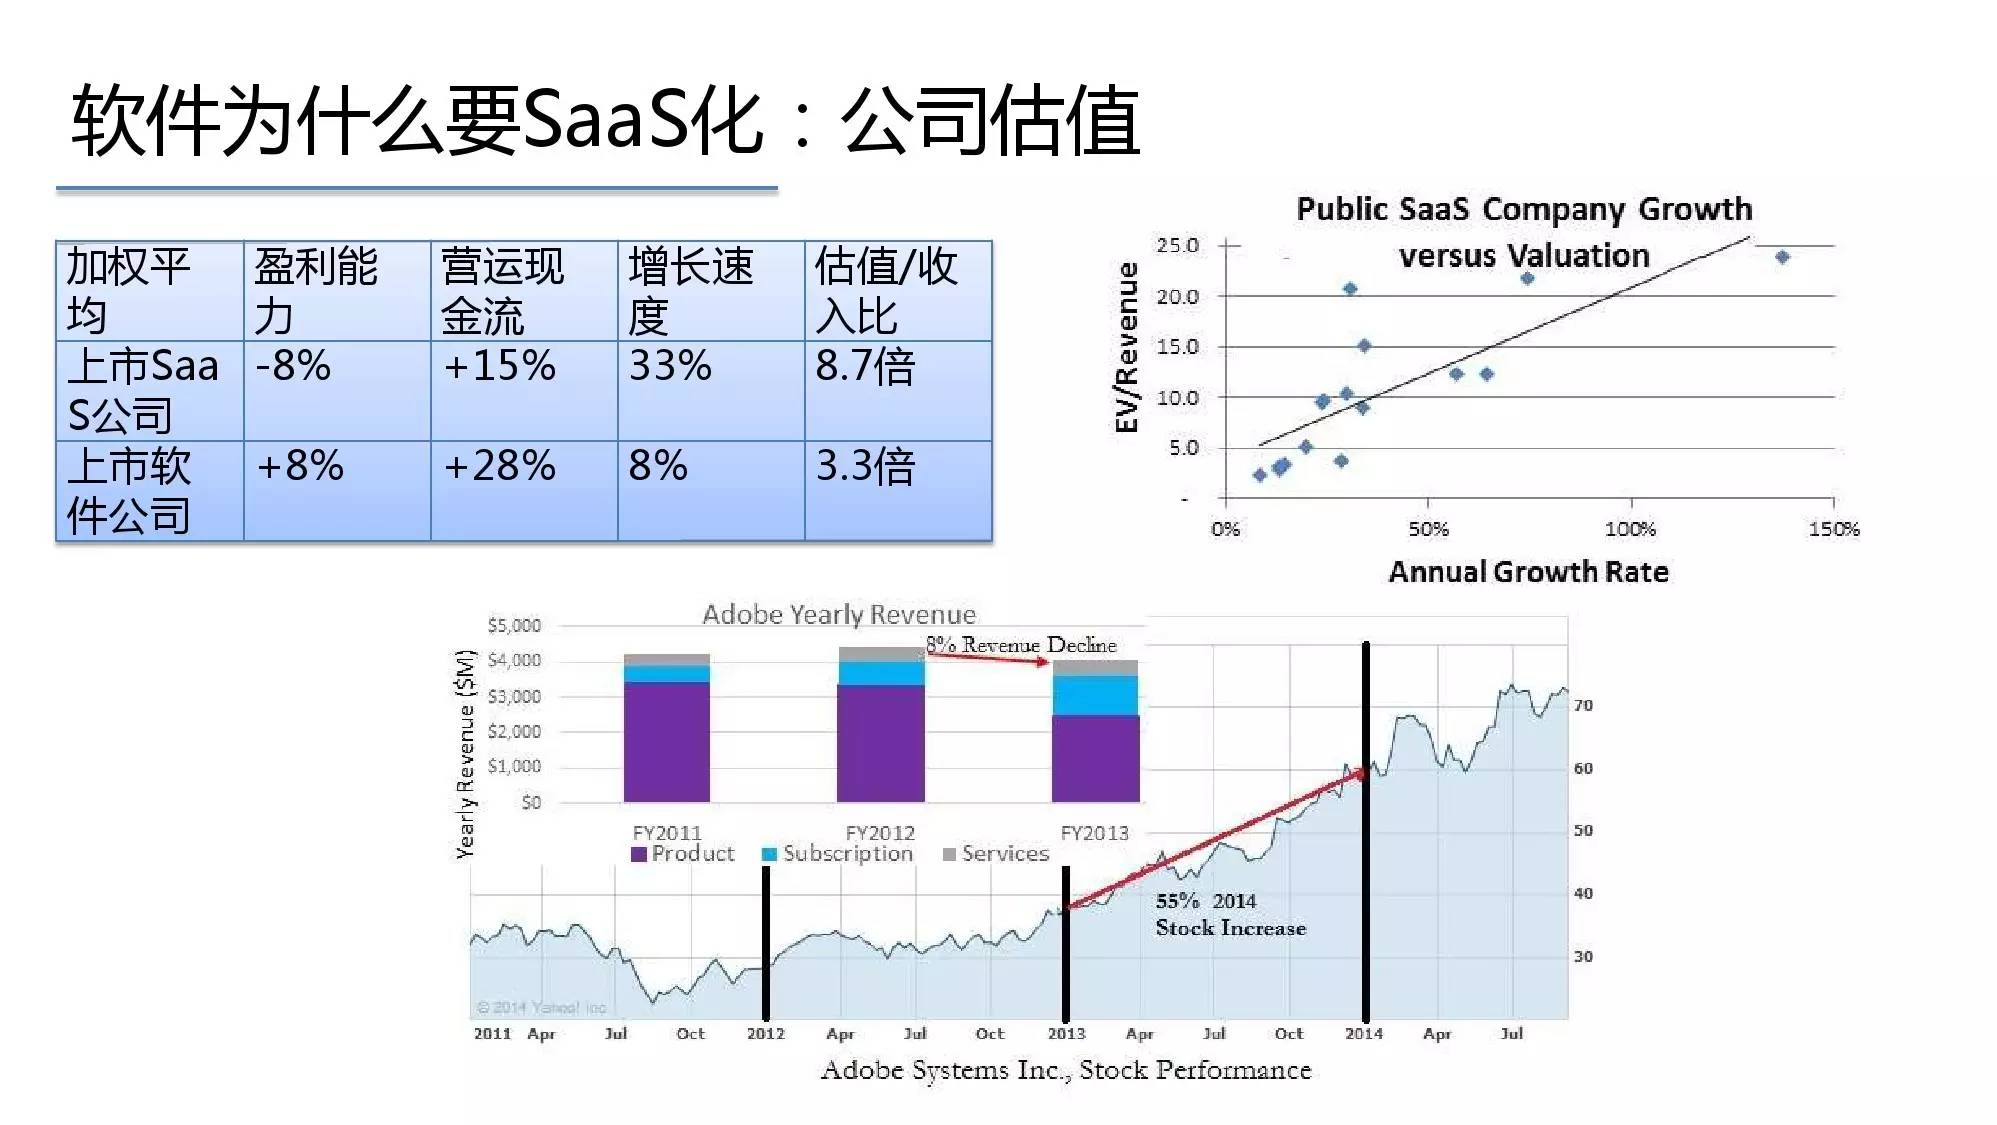 软件为什么要SaaS化：公司估值
加权平
均
盈利能
力
营运现
金流
增长速
度
估值/收
入比
上市Saa
S公司
-8%
+15%
33%
8.7倍
上市软
件公司
+8%
+28%
8%
3.3倍
Public SaaS Company Growth
versus Valuation
EV/Revenue
25.0
20.0
15.0
10.0
5.0
-
0%
50%
100%
150%
Annual Growth Rate
Adobe Yearly Revenue
8% Revenue Decline
Yearly Revenue ($M)
$5,000
$4,000
$3,000
$2,000
$1,000
$0
FY2011
FY2012
FY2013
Product
Subscription
Services
70
60
50
40
30
55% 2014
Stock Increase
© 2014 Yahoo! Inc
2011 Apr Jul Oct 2012 Apr Jul Oct 2013 Apr Jul Oct 2014 Apr Jul
Adobe Systems Inc., Stock Performance